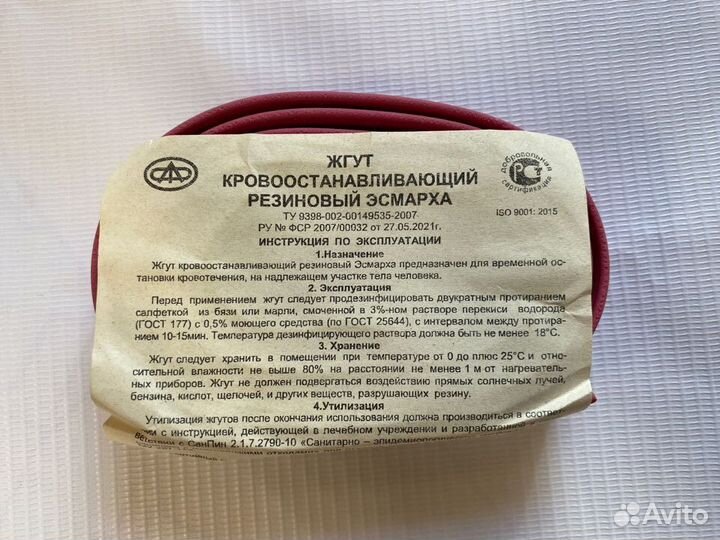 ЖГУТ
КРОВООСТАНАВЛИВАЮЩИЙ
РЕЗИНОВЫЙ ЭСМАРХА
ТУ 9398-002-00149535-2007
РУ № ФСР 2007/00032 от 27.05.2021г.
добровольная
РСТ
сертификация
ISO 9001: 2015
ИНСТРУКЦИЯ ПО ЭКСПЛУАТАЦИИ
1.Назначение
Жгут кровоостанавливающий резиновый Эсмарха предназначен для временной ос-
тановки кровотечения, на надлежащем участке тела человека.
2. Эксплуатация
Перед применением жгут следует продезинфицировать двукратным протиранием
салфеткой из бязи или марли, смоченной в 3%-ном растворе перекиси водорода
(ГОСТ 177) с 0,5% моющего средства (по ГОСТ 25644), с интервалом между протира-
нием 10-15мин. Температура дезинфицирующего раствора должна быть не менее 18°С.
3. Хранение
Жгут следует хранить в помещении при температуре от 0 до плюс 25°С и отно-
сительной влажности не выше 80% на расстоянии не менее 1 м от нагреватель-
ных приборов. Жгут не должен подвергаться воздействию прямых солнечных лучей,
бензина, кислот, щелочей, и других веществ, разрушающих резину.
4.Утилизация
Утилизация жгутов после окончания использования должна производиться в соотве-
с инструкцией, действующей в лечебном учреждении и разработанной
ветствии с СанПин 2.1.7.2790-10 «Санитарно –
Avito